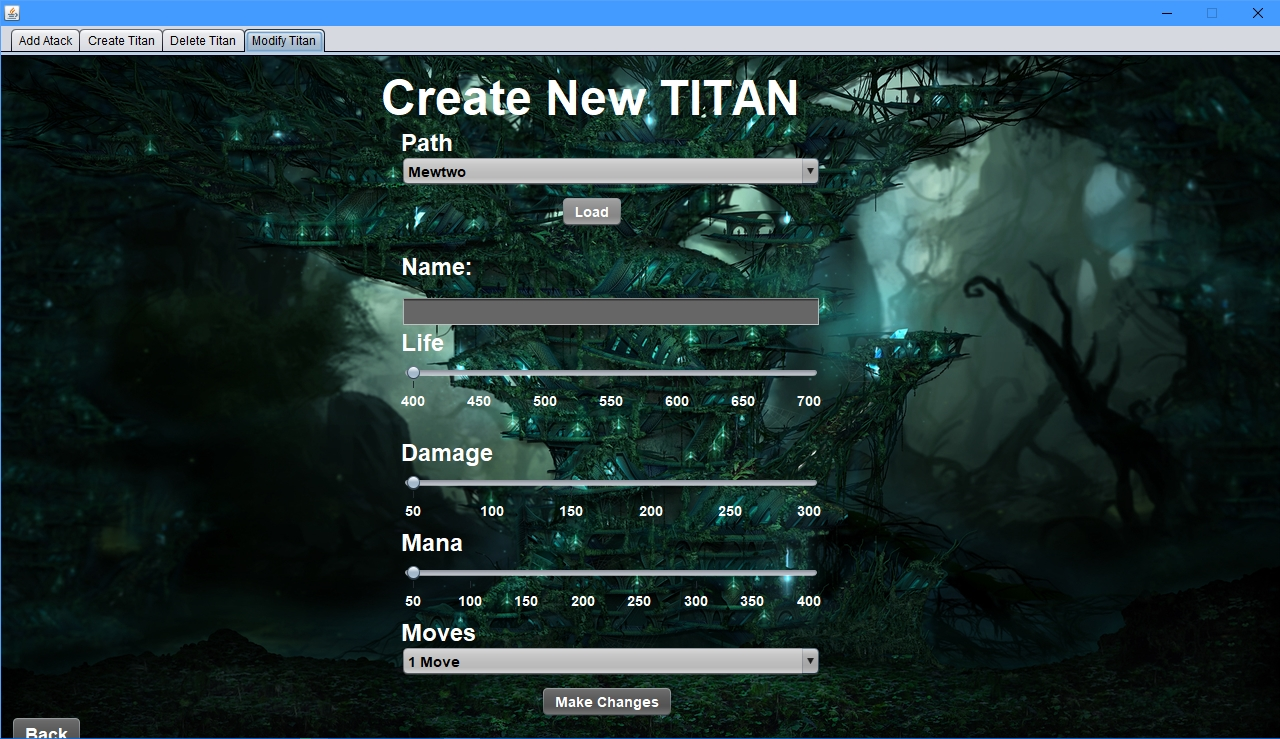 Add Atack Create Titan Delete Titan Modify Titan
Create New TITAN
Path
Mewtwo
Load
Name:
Life
400 450 500 550 600 650 700
Damage
50 100 150 200 250 300
Mana
50 100 150 200 250 300 350 400
Moves
1 Move
Make Changes
Back